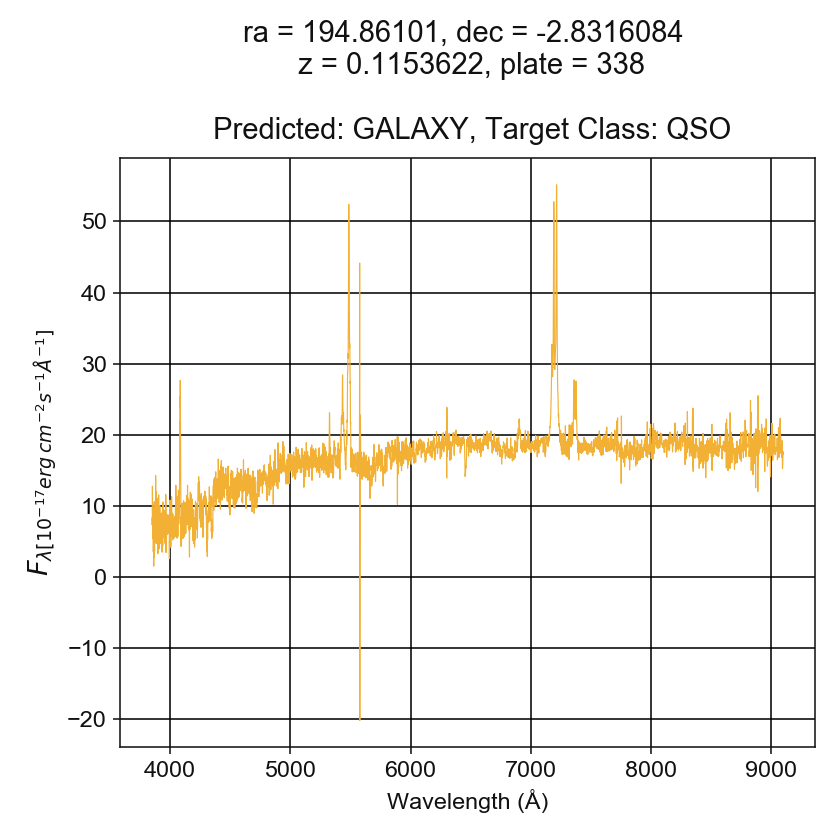 ra = 194.86101, dec = -2.8316084
z = 0.1153622, plate = 338
Predicted: GALAXY, Target Class: QSO
50
40
30
20
10
0
−10
−20
F_{λ[10^{−17} erg cm^{−2} s^{−1} Å^{−1}]}
4000
5000
6000
7000
8000
9000
Wavelength (Å)